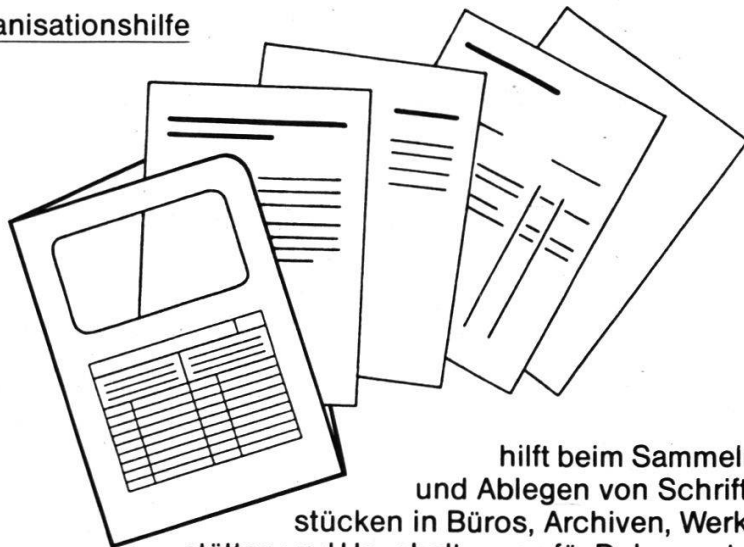 anisationshilfe
hilft beim Sammel
und Ablegen von Schrift
stücken in Büros, Archiven, Werk